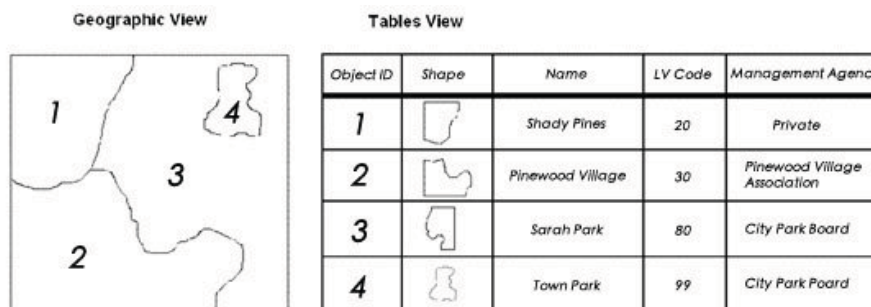 Geographic View
Tables View
1
4
3
2
Object ID Shape Name LV Code Management Agenc
1 Shady Pines 20 Private
2 Pinewood Village 30 Pinewood Village
Association
3 Sarah Park 80 City Park Board
4 Town Park 99 City Park Poard